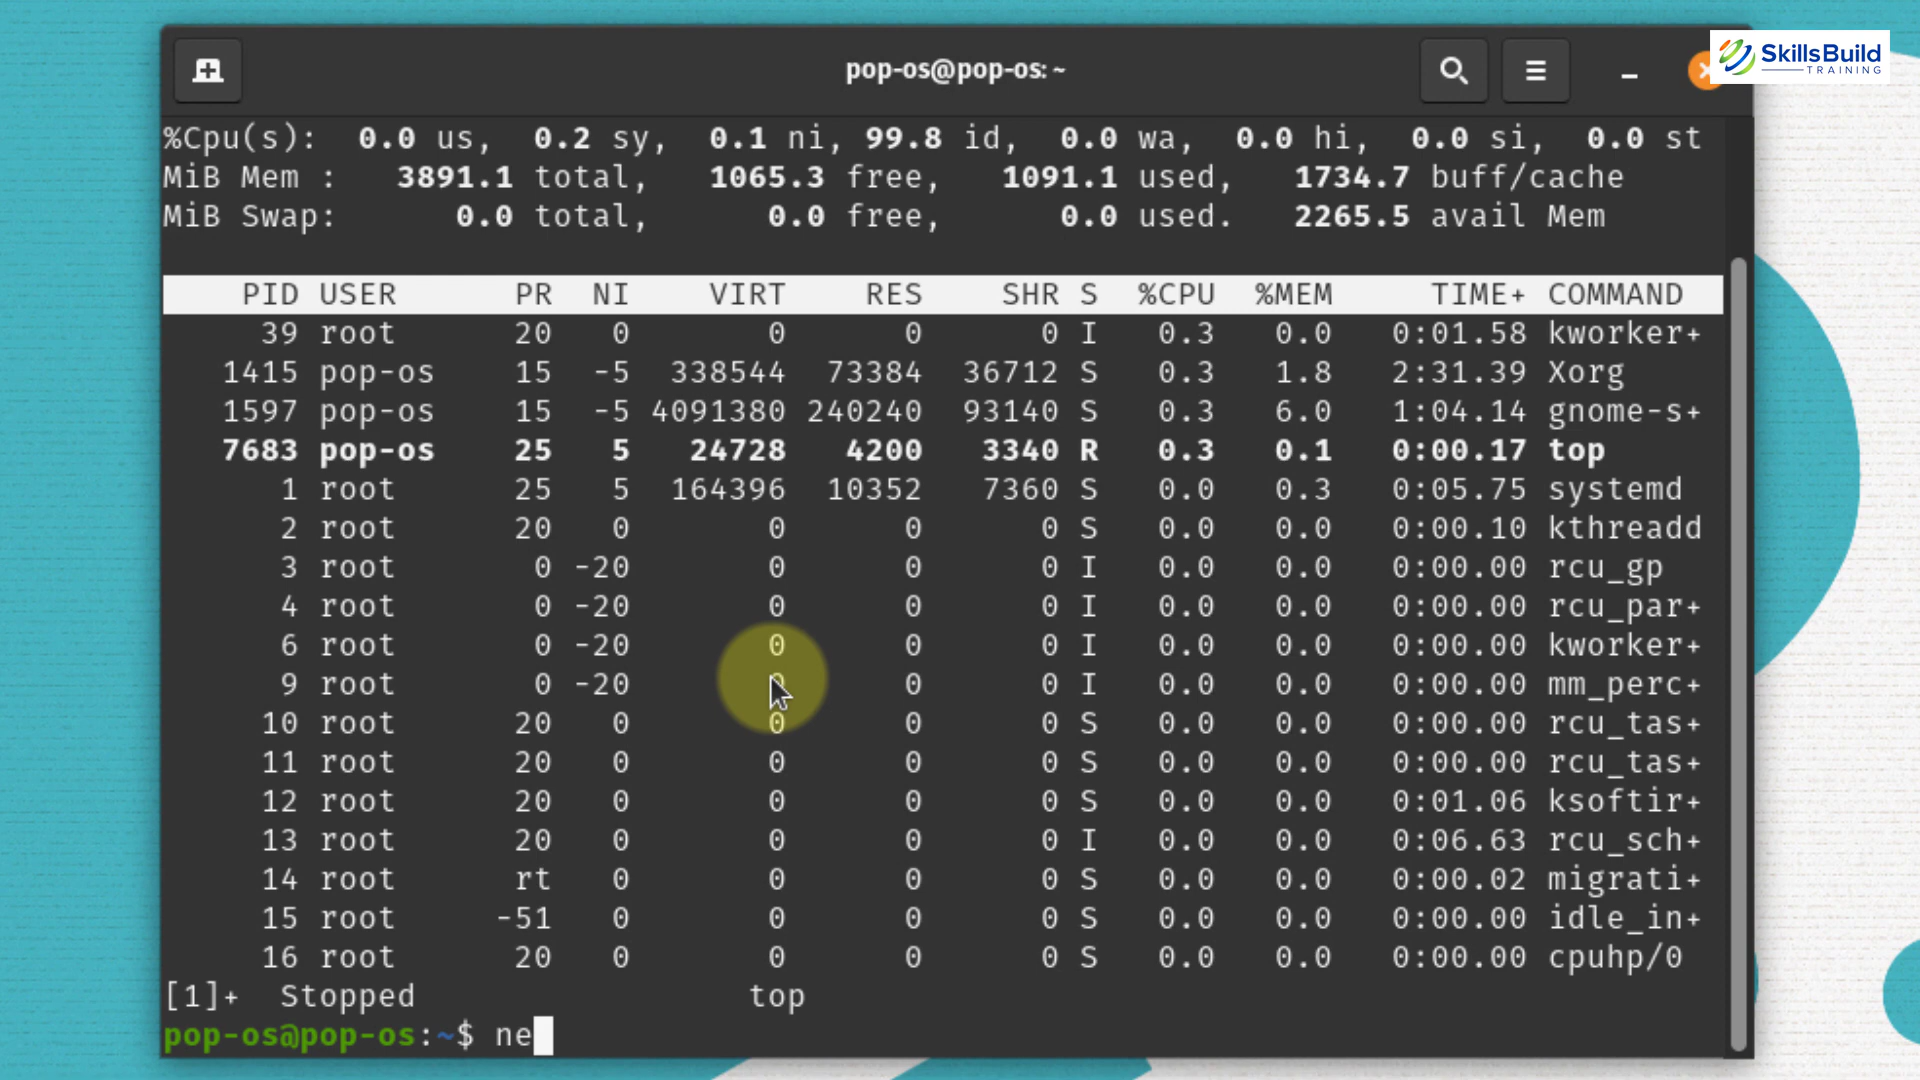 pop-os@pop-os: ~
SkillsBuild
TRAINING
%Cpu(s):  0.0 us,  0.2 sy,  0.1 ni, 99.8 id,  0.0 wa,  0.0 hi,  0.0 si,  0.0 st
MiB Mem :   3891.1 total,   1065.3 free,   1091.1 used,   1734.7 buff/cache
MiB Swap:      0.0 total,      0.0 free,      0.0 used.   2265.5 avail Mem
PID USER      PR  NI    VIRT    RES    SHR S  %CPU  %MEM     TIME+ COMMAND
39 root      20   0       0      0      0 I   0.3   0.0   0:01.58 kworker+
1415 pop-os    15  -5  338544  73384  36712 S   0.3   1.8   2:31.39 Xorg
1597 pop-os    15  -5 4091380 240240  93140 S   0.3   6.0   1:04.14 gnome-s+
7683 pop-os    25   5   24728   4200   3340 R   0.3   0.1   0:00.17 top
1 root      25   5  164396  10352   7360 S   0.0   0.3   0:05.75 systemd
2 root      20   0       0      0      0 S   0.0   0.0   0:00.10 kthreadd
3 root       0 -20       0      0      0 I   0.0   0.0   0:00.00 rcu_gp
4 root       0 -20       0      0      0 I   0.0   0.0   0:00.00 rcu_par+
6 root       0 -20       0      0      0 I   0.0   0.0   0:00.00 kworker+
9 root       0 -20       0      0      0 I   0.0   0.0   0:00.00 mm_perc+
10 root      20   0       0      0      0 S   0.0   0.0   0:00.00 rcu_tas+
11 root      20   0       0      0      0 S   0.0   0.0   0:00.00 rcu_tas+
12 root      20   0       0      0      0 S   0.0   0.0   0:01.06 ksoftir+
13 root      20   0       0      0      0 I   0.0   0.0   0:06.63 rcu_sch+
14 root      rt   0       0      0      0 S   0.0   0.0   0:00.02 migrati+
15 root     -51   0       0      0      0 S   0.0   0.0   0:00.00 idle_in+
16 root      20   0       0      0      0 S   0.0   0.0   0:00.00 cpuhp/0
[1]+  Stopped                 top
pop-os@pop-os:~$ ne